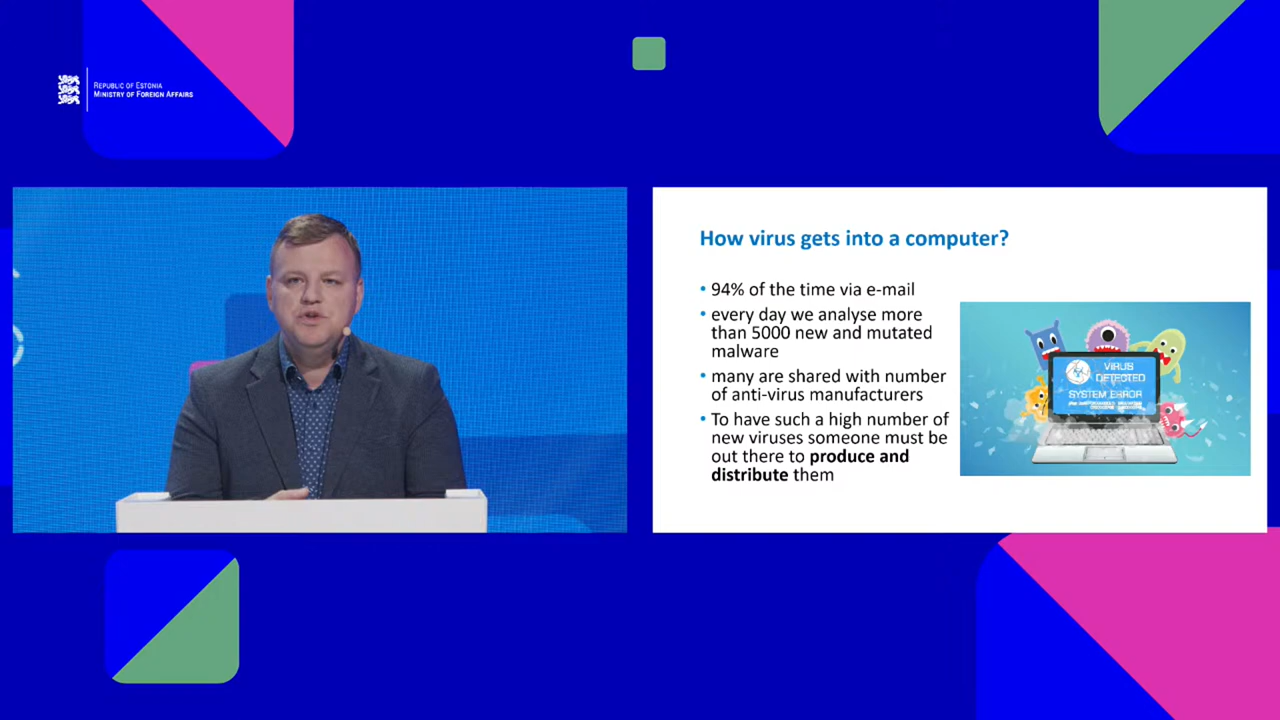 REPUBLIC OF ESTONIA
MINISTRY OF FOREIGN AFFAIRS
How virus gets into a computer?
• 94% of the time via e-mail
• every day we analyse more
than 5000 new and mutated
malware
• many are shared with number
of anti-virus manufacturers
• To have such a high number of
new viruses someone must be
out there to produce and
distribute them
VIRUS
DETECTED
SYSTEM ERROR